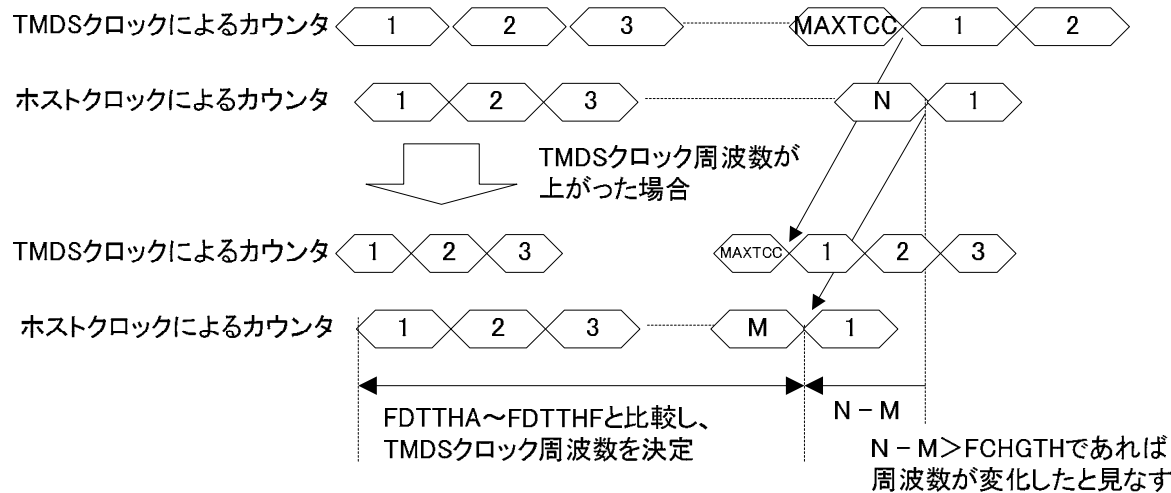 TMDSクロックによるカウンタ 1 2 3 MAXTCC 1 2
ホストクロックによるカウンタ 1 2 3 N 1
TMDSクロック周波数が
上がった場合
TMDSクロックによるカウンタ 1 2 3 MAXTCC 1 2 3
ホストクロックによるカウンタ 1 2 3 M 1
FDTTHA～FDTTHFと比較し、
TMDSクロック周波数を決定
N－M
N－M＞FCHGTHであれば
周波数が変化したと見なす